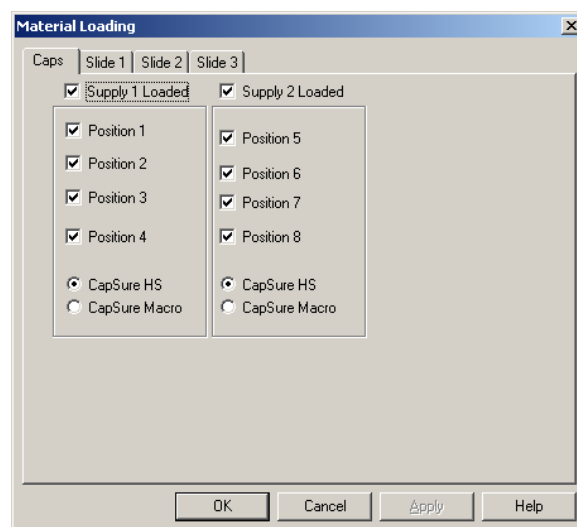 Material Loading
Caps Slide 1 Slide 2 Slide 3
Supply 1 Loaded Supply 2 Loaded
Position 1
Position 2
Position 3
Position 4
CapSure HS
CapSure Macro
Position 5
Position 6
Position 7
Position 8
CapSure HS
CapSure Macro
OK Cancel Apply Help